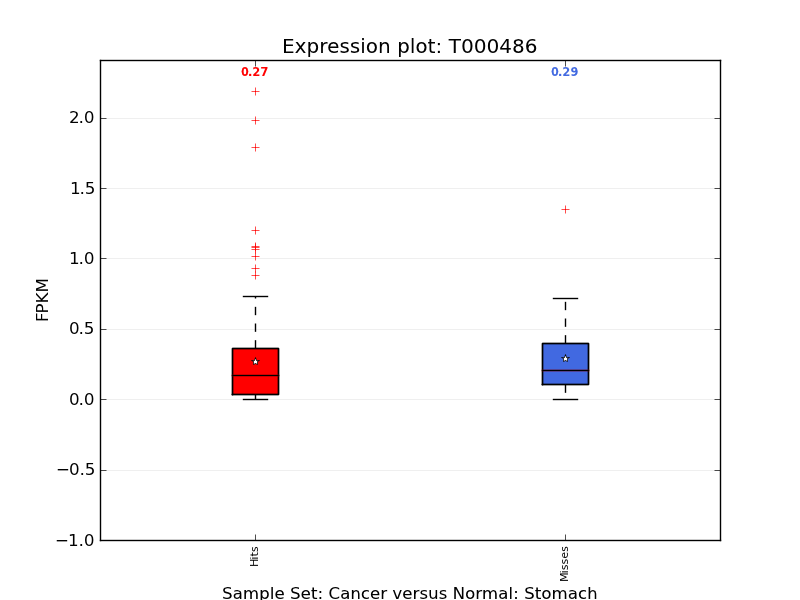 Expression plot: T000486
0.27 0.29
2.0
1.5
1.0
0.5
0.0
−0.5
−1.0
FPKM
Hits Misses
Sample Set: Cancer versus Normal: Stomach